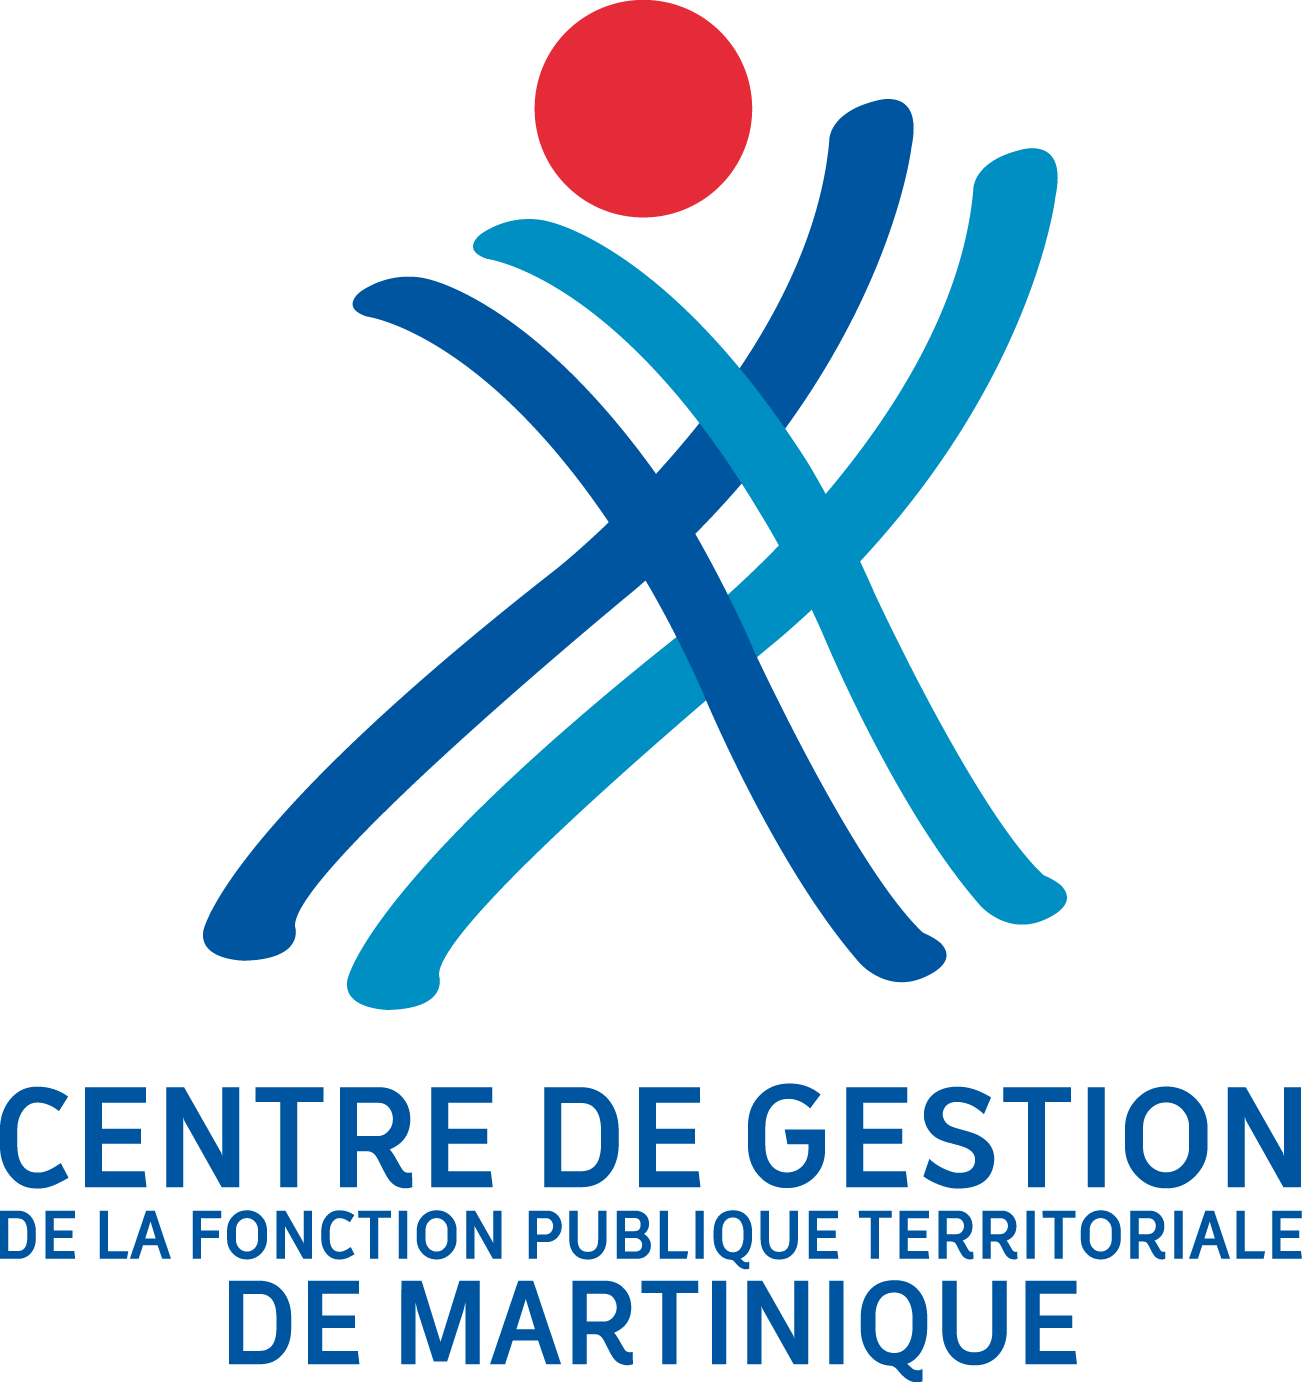 CENTRE DE GESTION
DE LA FONCTION PUBLIQUE TERRITORIALE
DE MARTINIQUE